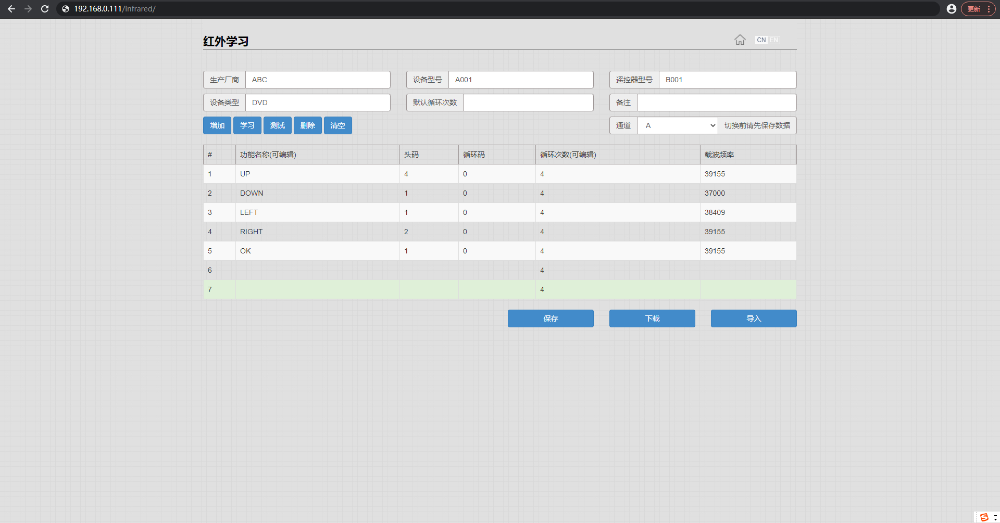 192.168.0.111/infrared/ 更新
红外学习 CN EN
生产厂商 ABC 设备型号 A001 遥控器型号 B001
设备类型 DVD 默认循环次数 备注
增加 学习 测试 删除 清空 通道 A 切换前请先保存数据
# 功能名称(可编辑) 头码 循环码 循环次数(可编辑) 载波频率
1 UP 4 0 4 39155
2 DOWN 1 0 4 37000
3 LEFT 1 0 4 38409
4 RIGHT 2 0 4 39155
5 OK 1 0 4 39155
6 4
7 4
保存 下载 导入